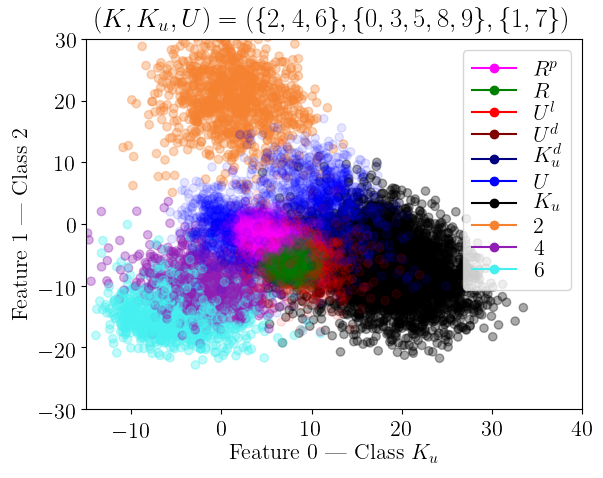 (K, K_u, U) = ({2, 4, 6}, {0, 3, 5, 8, 9}, {1, 7})
30
20
10
0
−10
−20
−30
Feature 1 — Class 2
R^p
R
U^l
U^d
K_u^d
U
K_u
2
4
6
−10
0
10
20
30
40
Feature 0 — Class K_u